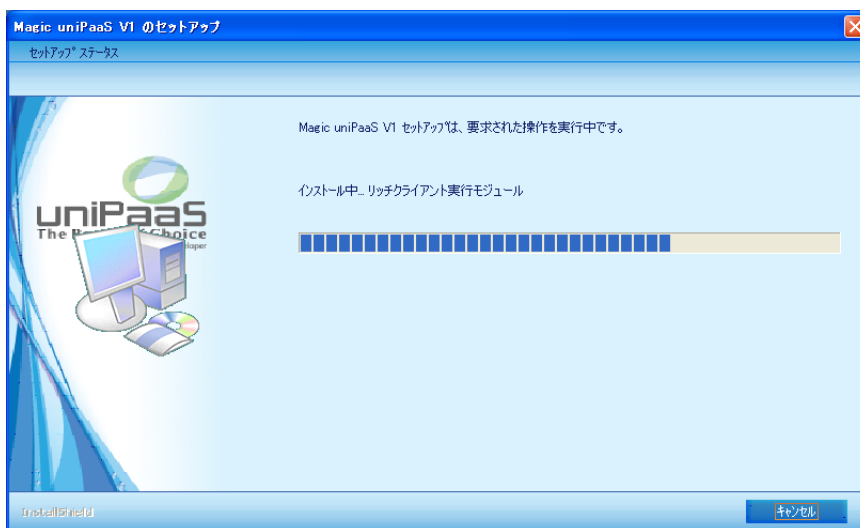 Magic uniPaaS V1 のセットアップ
セットアップ ステータス
Magic uniPaaS V1 セットアップは、要求された操作を実行中です。
インストール中... リッチクライアント実行モジュール
uniPaaS
The Choice
InstallShield
キャンセル